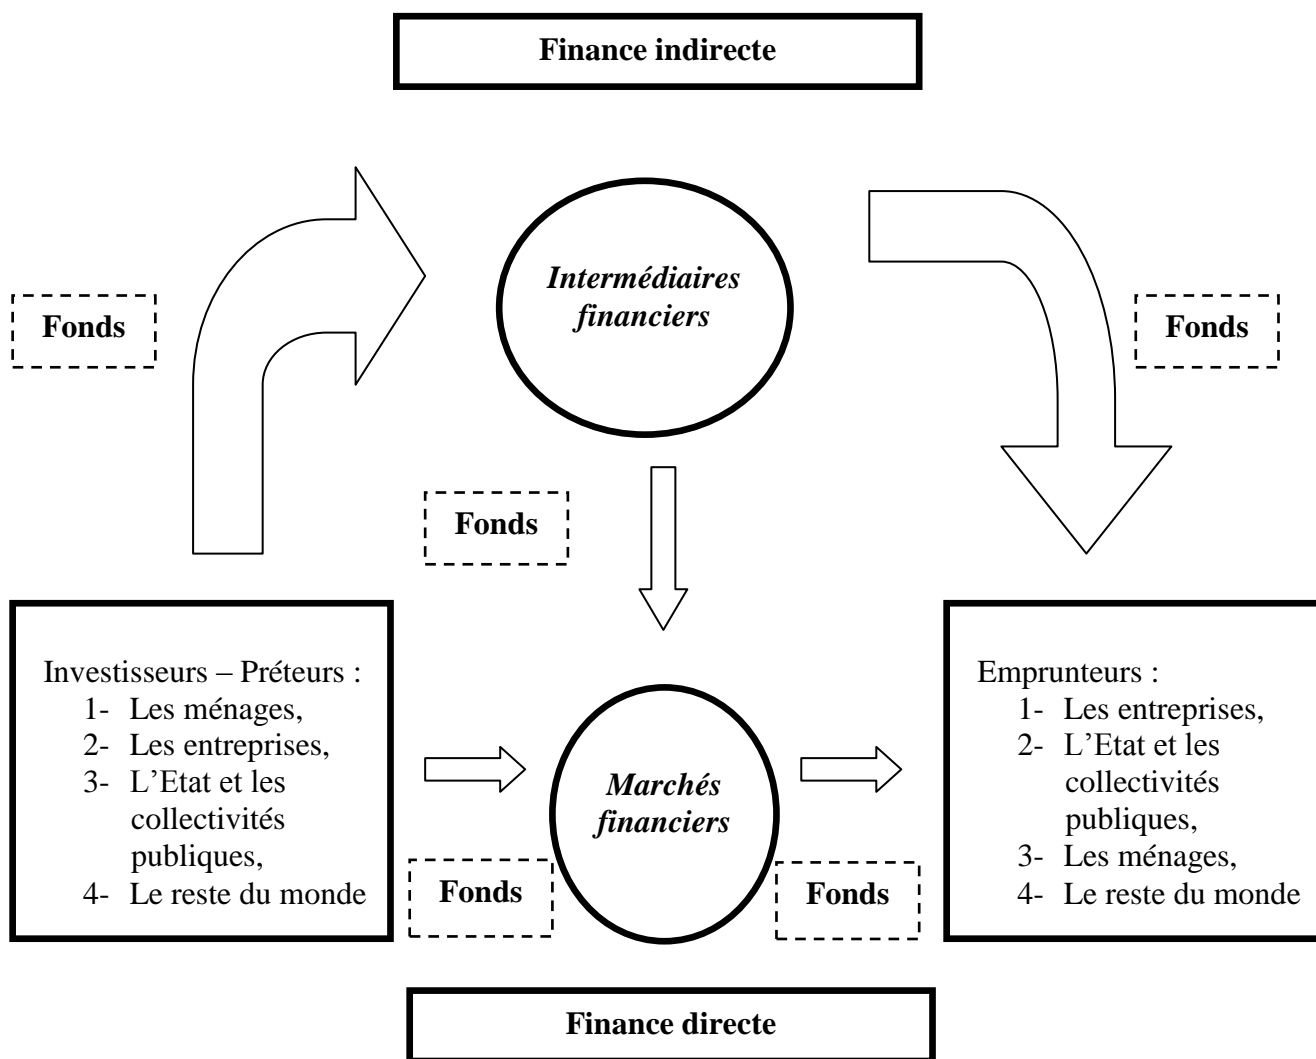 Finance indirecte
Intermédiaires
financiers
Fonds
Fonds
Fonds
Investisseurs – Préteurs :
1- Les ménages,
2- Les entreprises,
3- L’Etat et les
collectivités
publiques,
4- Le reste du monde
Marchés
financiers
Fonds
Fonds
Emprunteurs :
1- Les entreprises,
2- L’Etat et les
collectivités
publiques,
3- Les ménages,
4- Le reste du monde
Finance directe